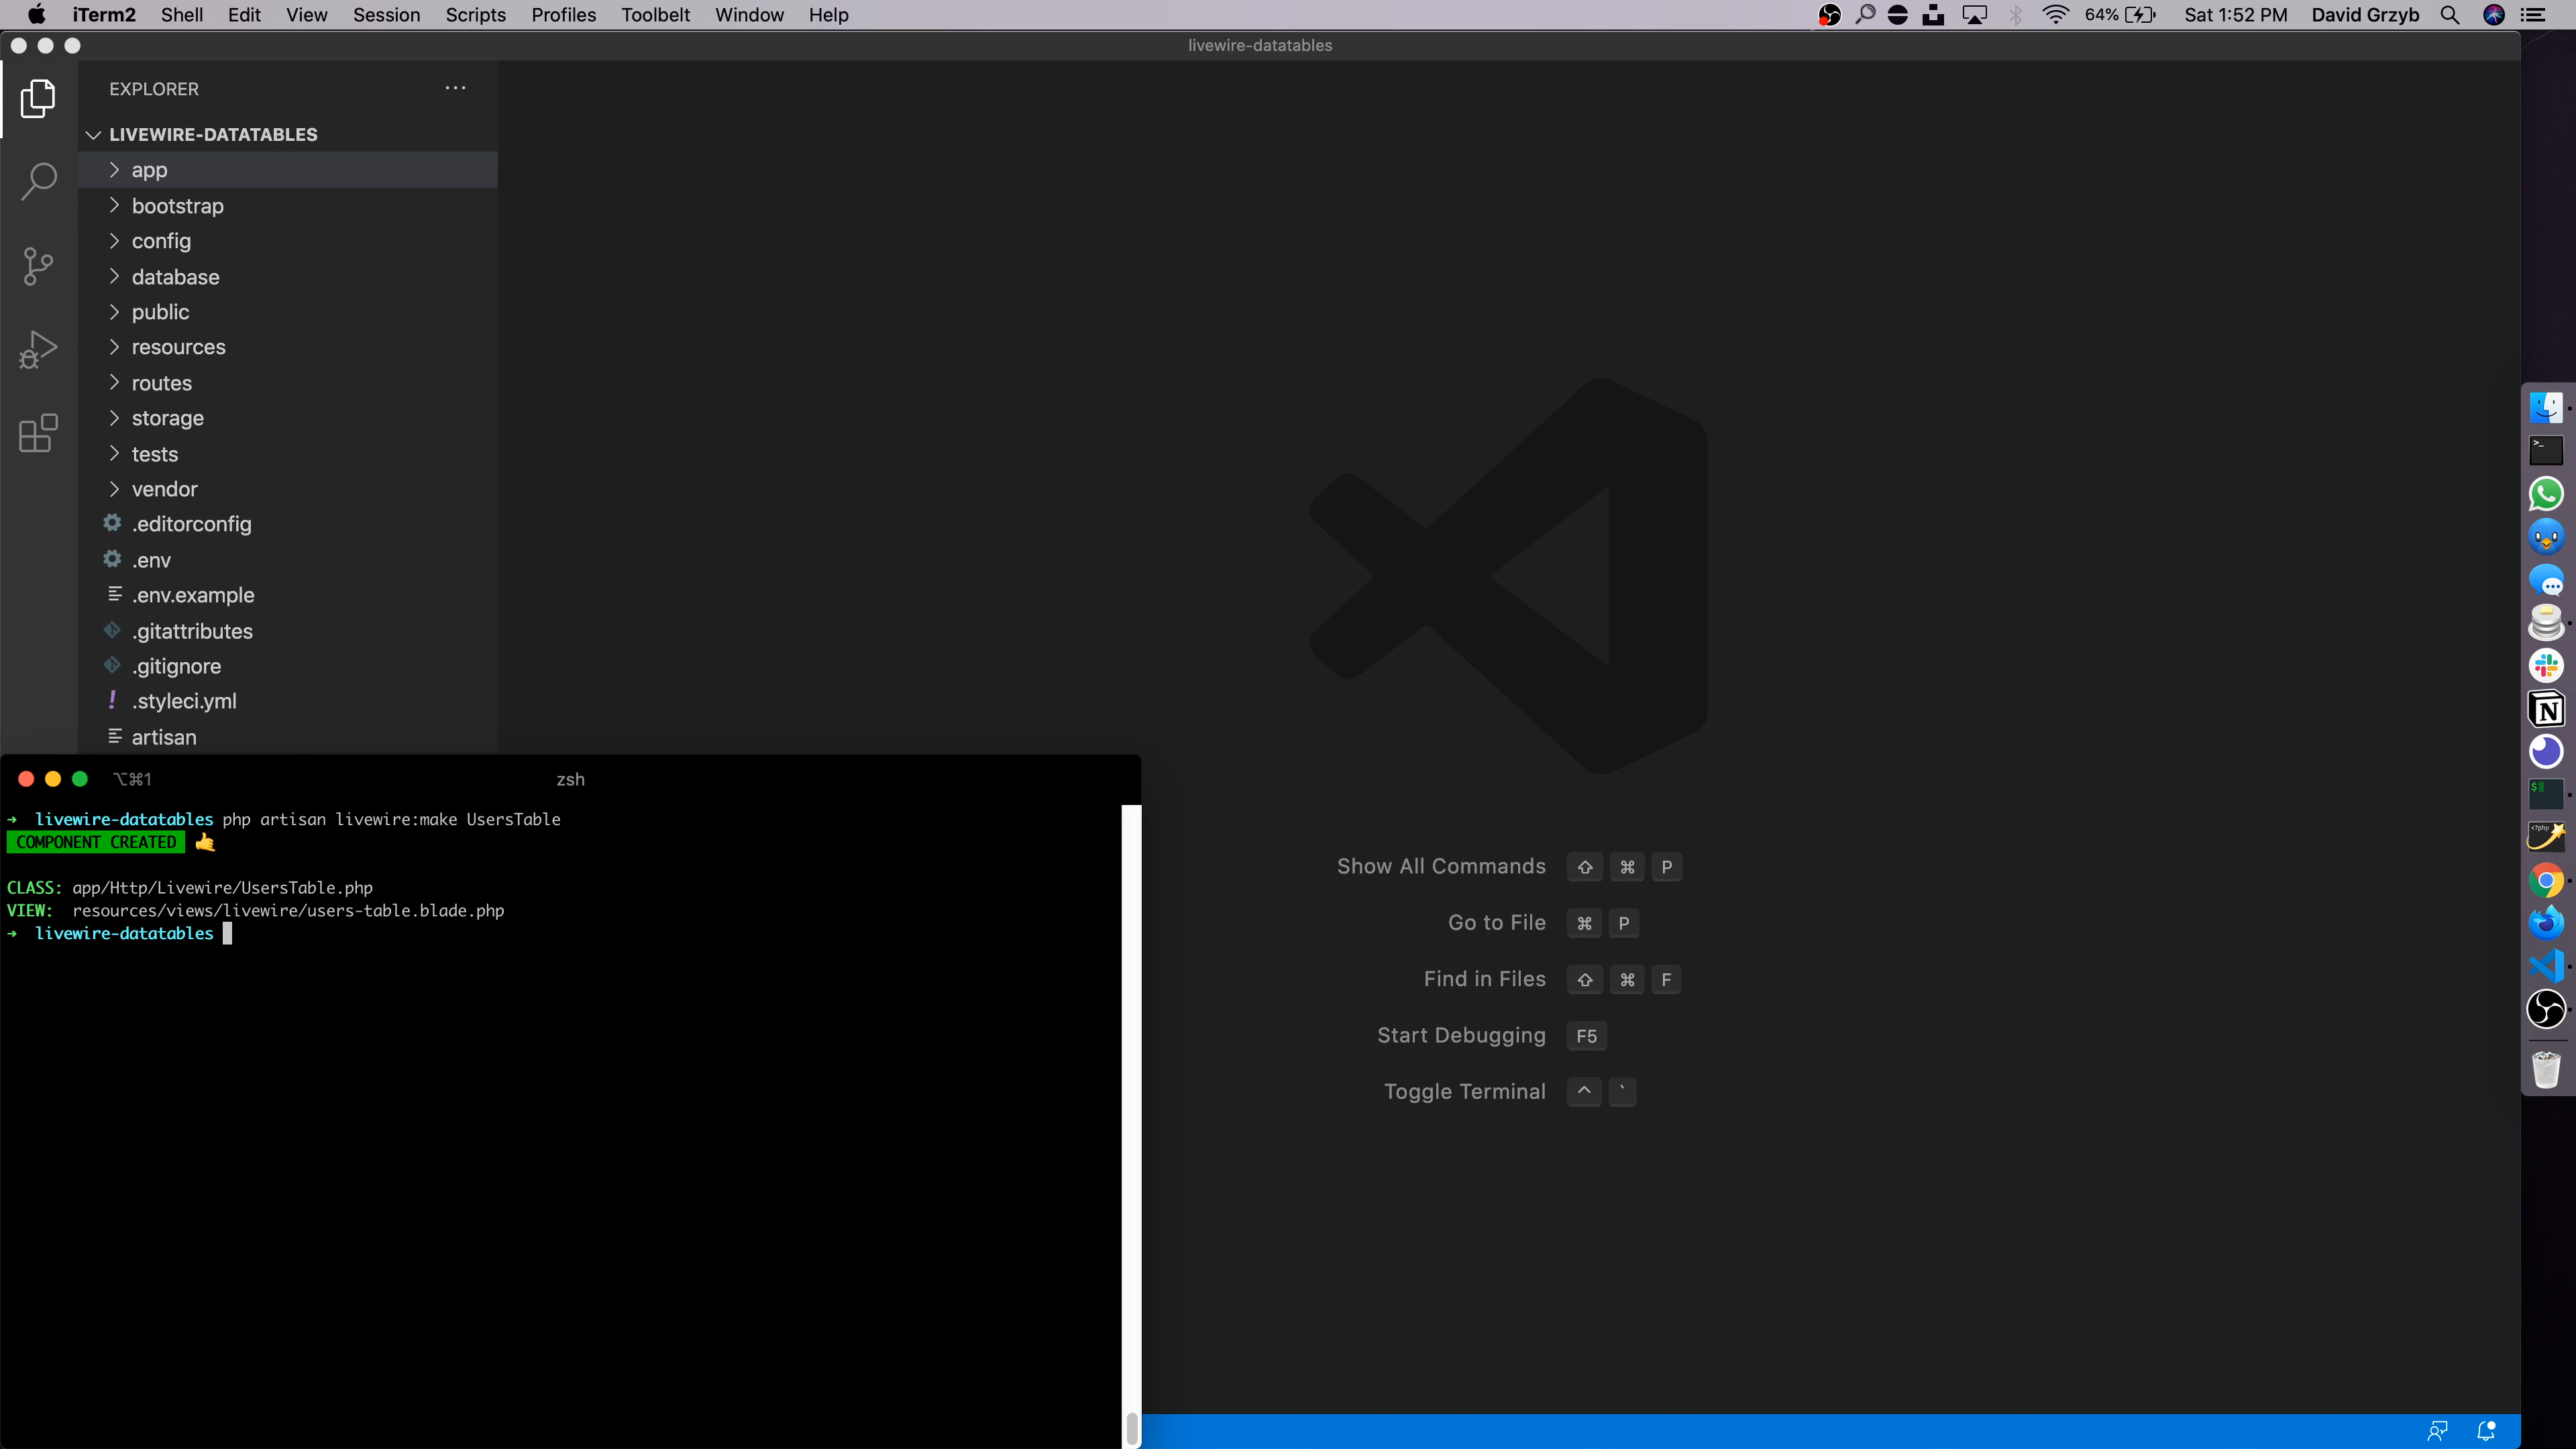 iTerm2 Shell Edit View Session Scripts Profiles Toolbelt Window Help 64% Sat 1:52 PM David Grzyb
livewire-datatables
EXPLORER ...
LIVEWIRE-DATATABLES
app
bootstrap
config
database
public
resources
routes
storage
tests
vendor
.editorconfig
.env
.env.example
.gitattributes
.gitignore
! .styleci.yml
artisan
⌥⌘1 zsh
➜ livewire-datatables php artisan livewire:make UsersTable
COMPONENT CREATED 🤙
CLASS: app/Http/Livewire/UsersTable.php
VIEW: resources/views/livewire/users-table.blade.php
➜ livewire-datatables
Show All Commands ⇧ ⌘ P
Go to File ⌘ P
Find in Files ⇧ ⌘ F
Start Debugging F5
Toggle Terminal ^ `